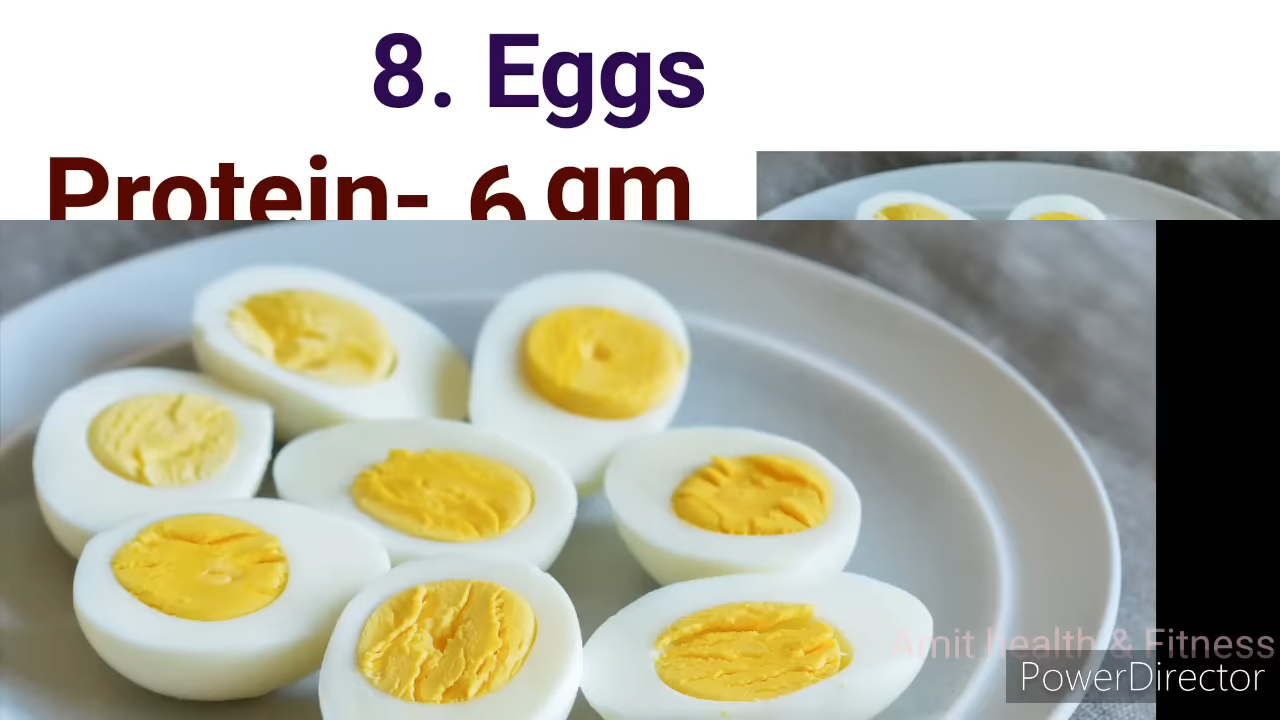 8. Eggs
Protein- 6 gm
Amit health & Fitness
PowerDirector